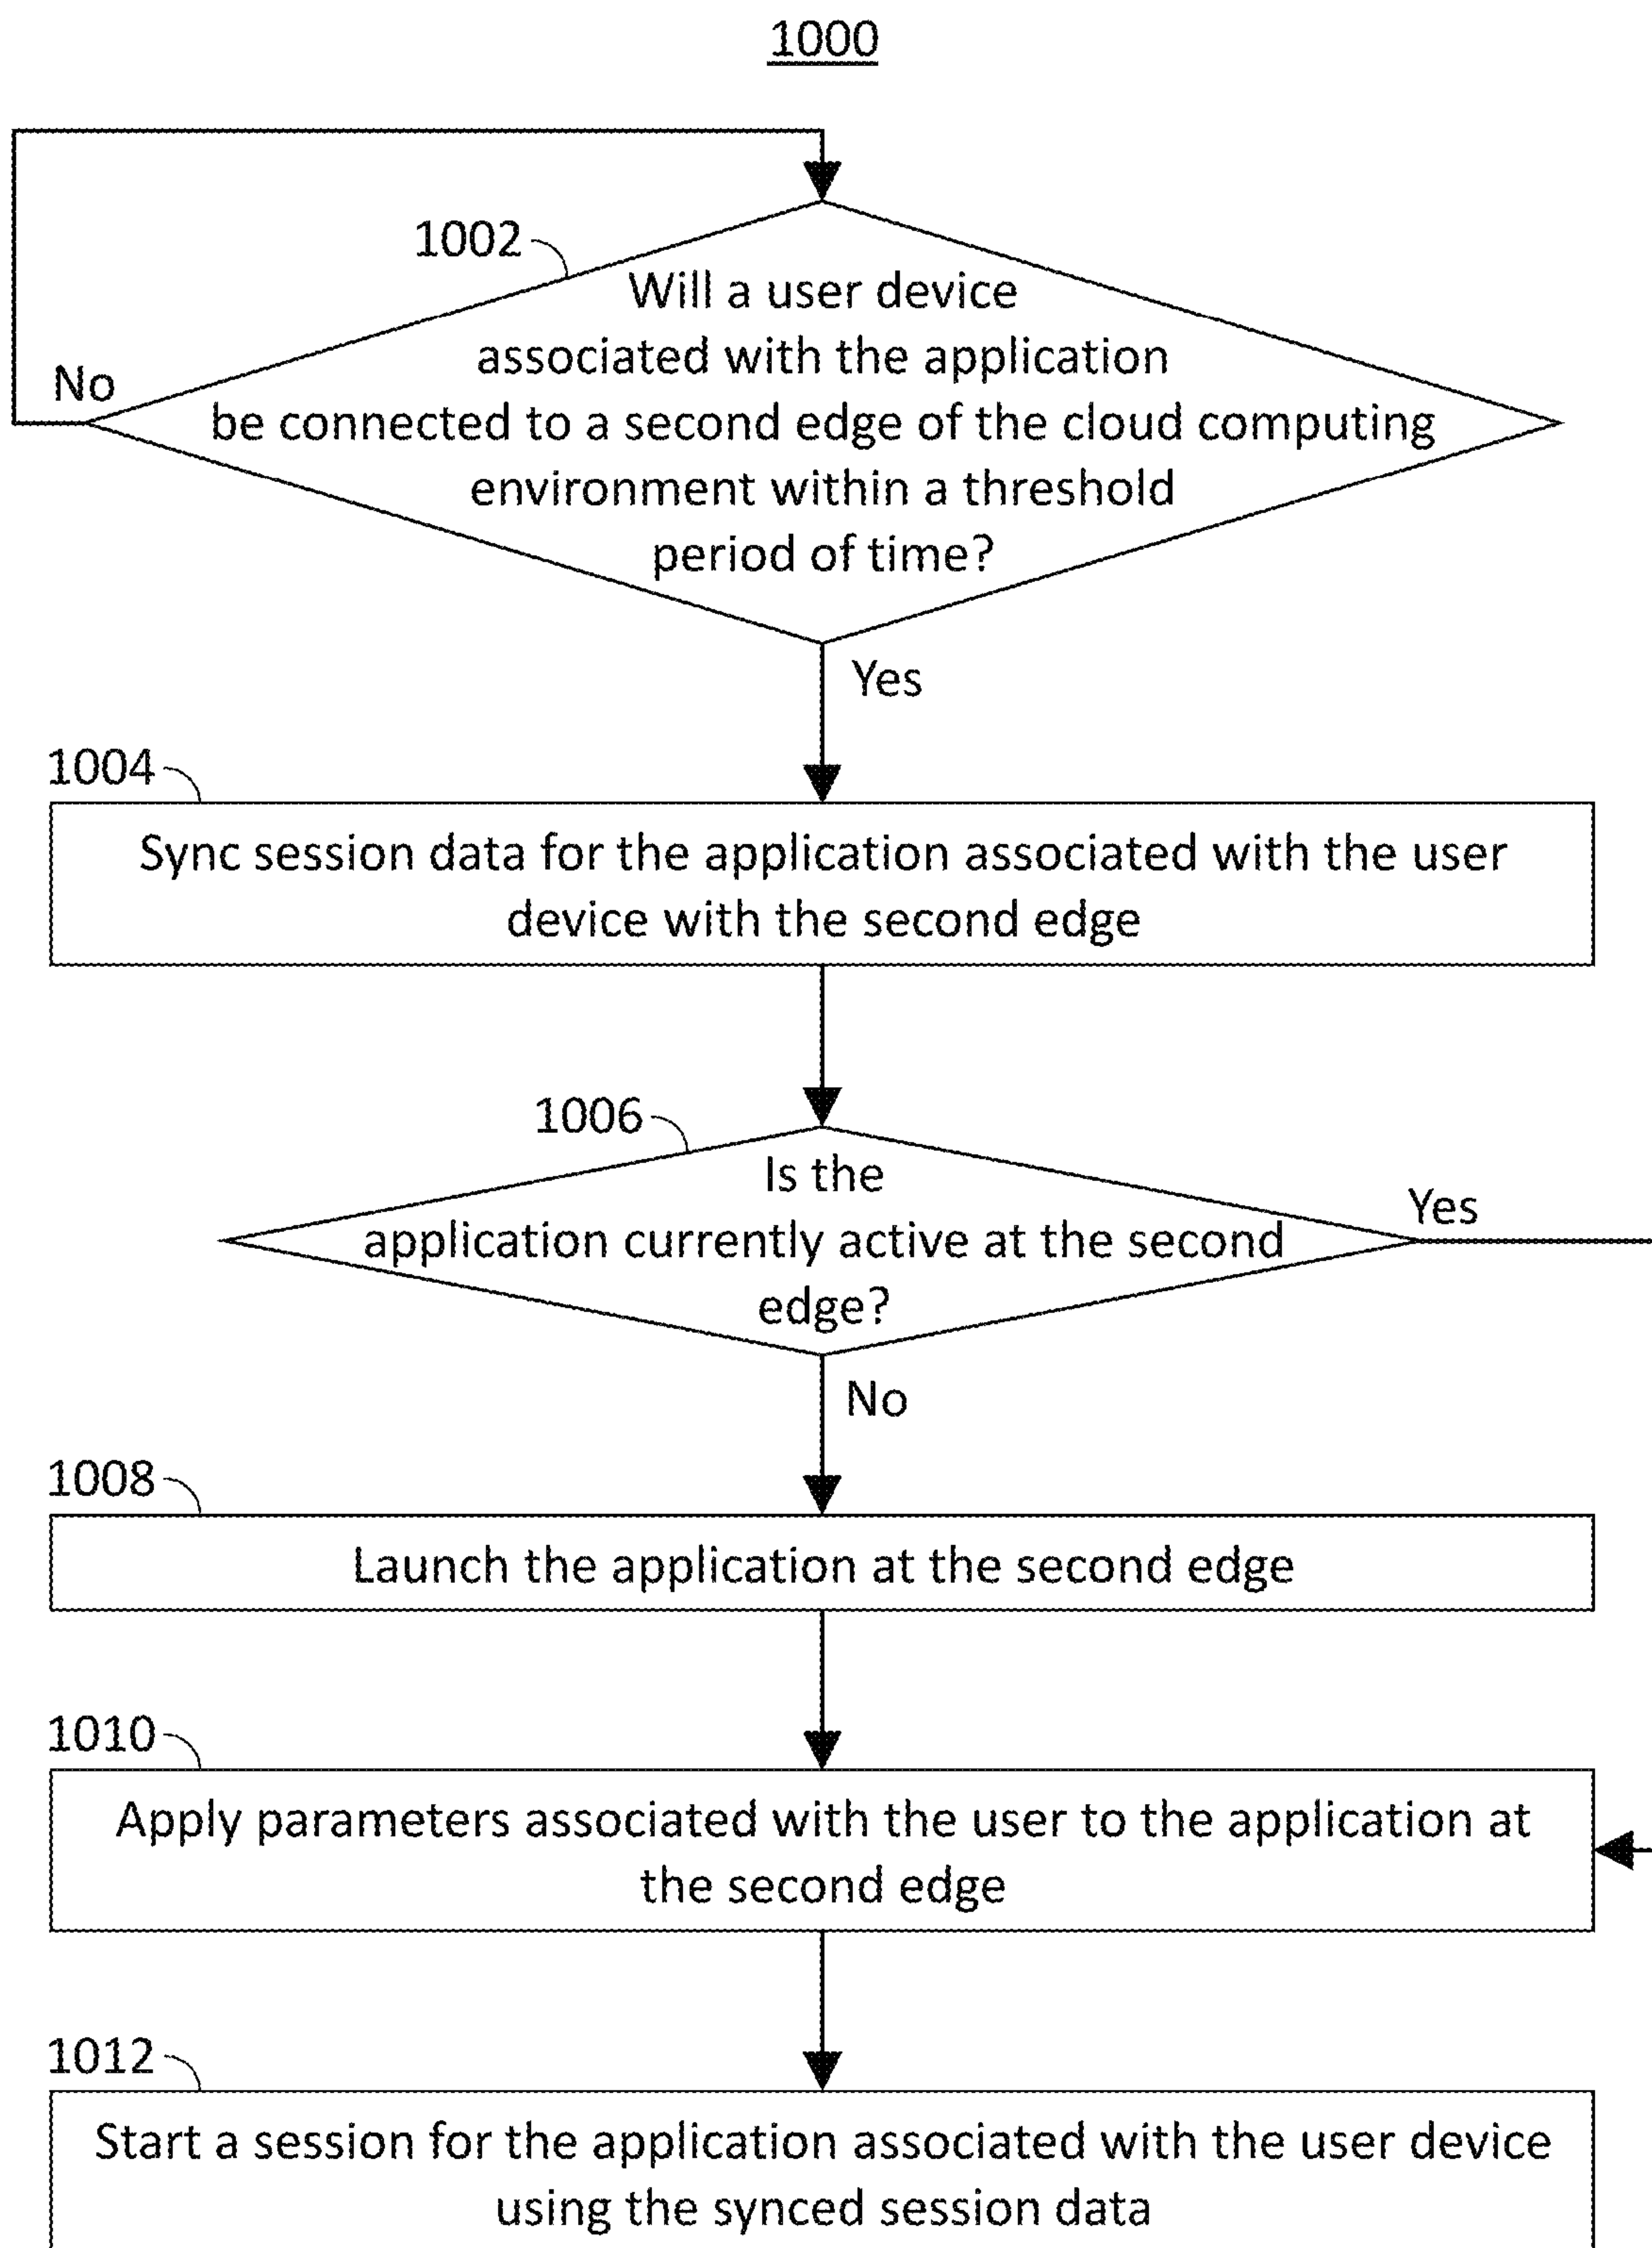 1000
1002
Will a user device
associated with the application
No
be connected to a second edge of the cloud computing
environment within a threshold
period of time?
Yes
1004
Sync session data for the application associated with the user
device with the second edge
1006
Is the
Yes
application currently active at the second
edge?
No
1008
Launch the application at the second edge
1010
Apply parameters associated with the user to the application at
the second edge
1012
Start a session for the application associated with the user device
using the synced session data